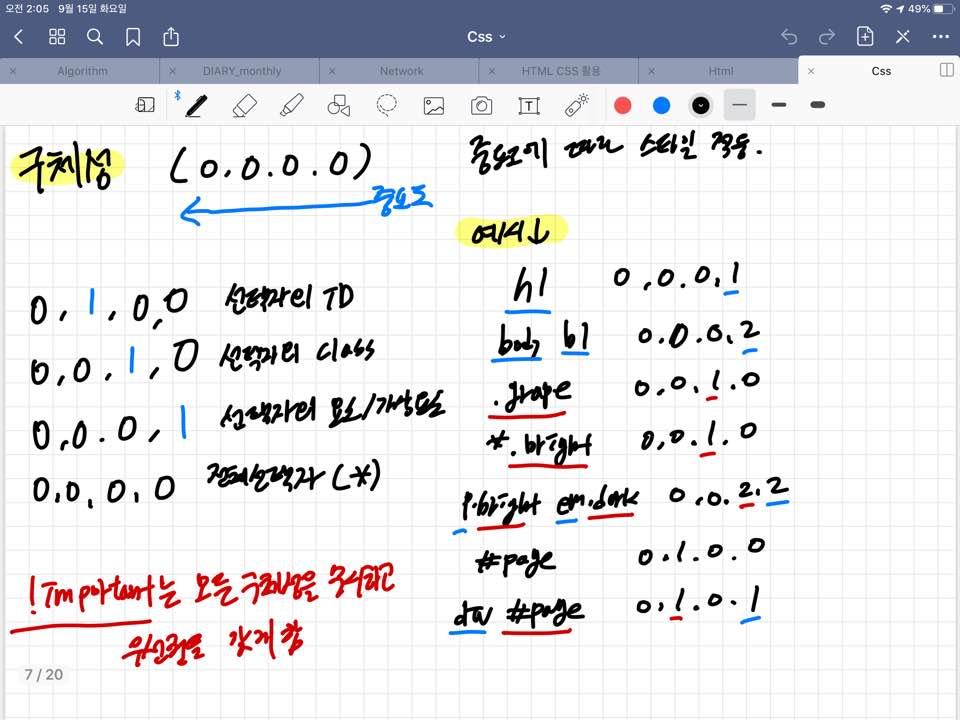 오전 2:05 9월 15일 화요일
49%
Css
Algorithm
DIARY_monthly
Network
HTML CSS 활용
Html
Css
구체성 (0.0.0.0)
중요도
0, 1, 0,0 선택자의 ID
0,0.1,0 선택자의 class
0,0.0,1 선택자의 요소/가상요소
0.0.0.0 전체선택자(*)
!Important는 모든 구체성을 무시하고
우선권을 갖게 함
중요도에 따라 스타일 적용.
예시↓
h1 0,0.0,1
body h1 0.0.0.2
.grape 0,0.1.0
*.bright 0,0.1.0
p.bright em.dark 0,0.2.2
#page 0.1.0.0
div #page 0,1.0.1
7 / 20